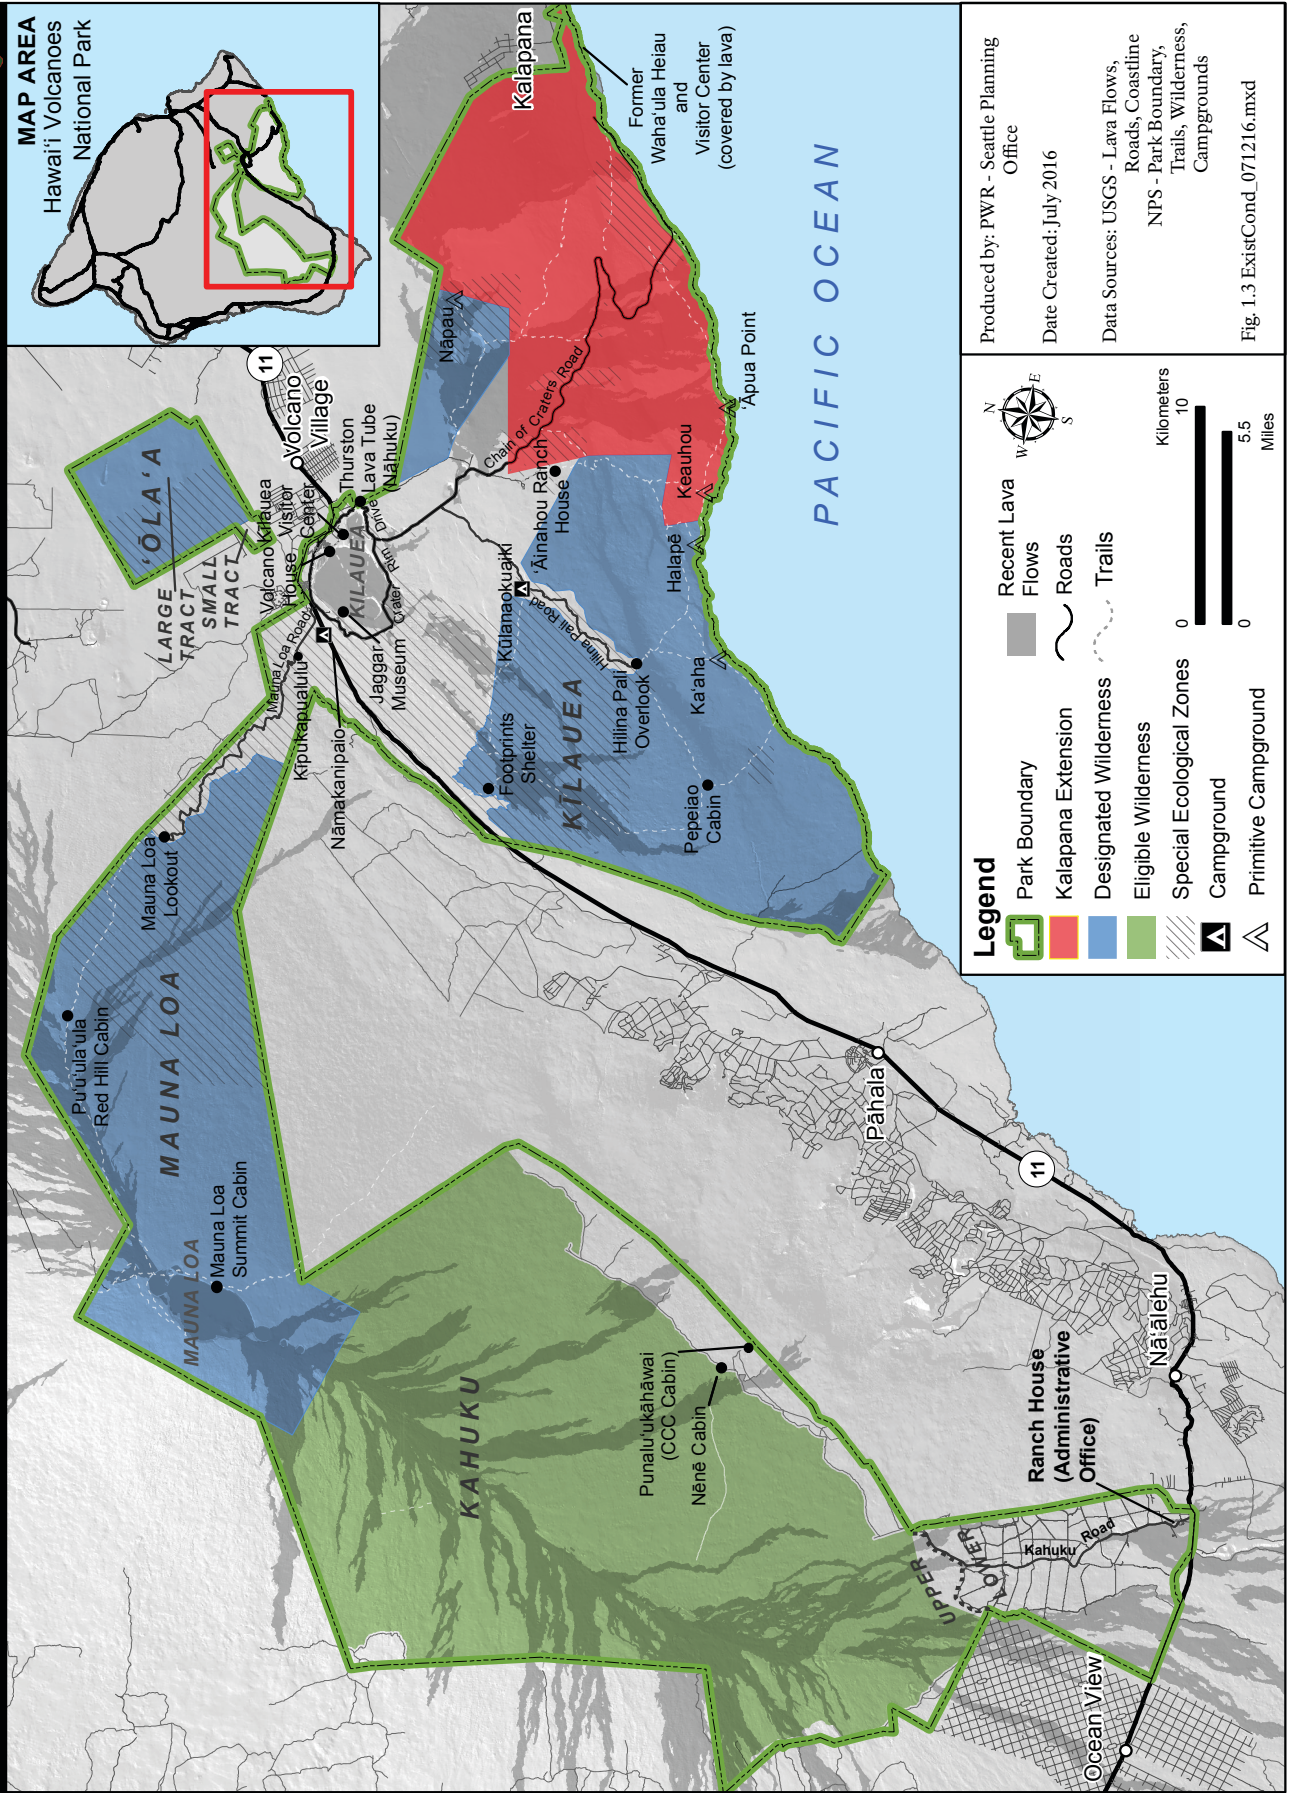 MAP AREA
Hawai‘i Volcanoes
National Park
11
Volcano
Village
‘ŌLA‘A
LARGE
TRACT
SMALL
TRACT
Volcano
House
Kīlauea
Visitor
Center
Thurston
Lava Tube
(Nāhuku)
KĪLAUEA
Crater Rim Drive
Jaggar
Museum
Mauna Loa Road
Kīpukapuaulu
Nāmakanipaio
Mauna Loa
Lookout
Pu‘u‘ula‘ula
Red Hill Cabin
MAUNA LOA
MAUNA LOA
Mauna Loa
Summit Cabin
Nāpau
Chain of Craters Road
‘Āinahou Ranch
House
Kalapana
Former
Waha‘ula Heiau
and
Visitor Center
(covered by lava)
PACIFIC OCEAN
‘Āpua Point
Keauhou
Halapē
Ka‘aha
Kulanaokuaiki
Hilina Pali Road
Hilina Pali
Overlook
KĪLAUEA
Footprints
Shelter
Pepeiao
Cabin
KAHUKU
Punalu‘ukāhāwai
(CCC Cabin)
Nēnē Cabin
Pāhala
11
Nā‘ālehu
Ranch House
(Administrative
Office)
UPPER
LOWER
Kahuku Road
Ocean View
Legend
Park Boundary
Kalapana Extension
Designated Wilderness
Eligible Wilderness
Special Ecological Zones
Campground
Primitive Campground
Recent Lava
Flows
Roads
Trails
N
W E
S
Kilometers
0 10
0 5.5
Miles
Produced by: PWR - Seattle Planning
Office
Date Created: July 2016
Data Sources: USGS - Lava Flows,
Roads, Coastline
NPS - Park Boundary,
Trails, Wilderness,
Campgrounds
Fig. 1.3 ExistCond_071216.mxd